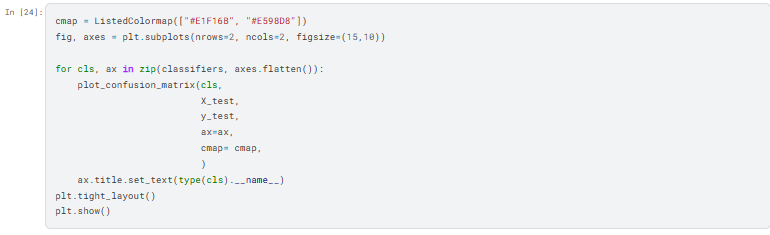 In [24]:
cmap = ListedColormap(["#E1F16B", "#E598D8"])
fig, axes = plt.subplots(nrows=2, ncols=2, figsize=(15,10))
for cls, ax in zip(classifiers, axes.flatten()):
    plot_confusion_matrix(cls,
                          X_test,
                          y_test,
                          ax=ax,
                          cmap= cmap,
                          )
    ax.title.set_text(type(cls).__name__)
plt.tight_layout()
plt.show()